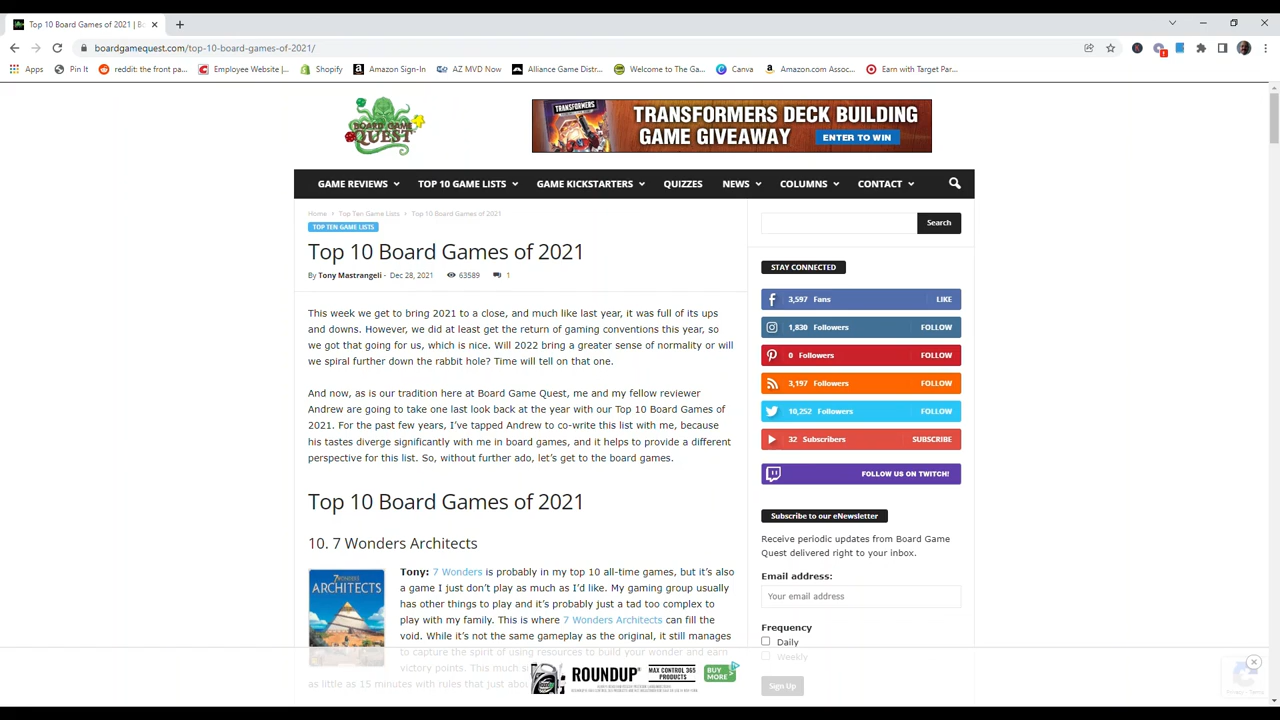 Top 10 Board Games of 2021 | Bo
boardgamequest.com/top-10-board-games-of-2021/
Apps Pin It reddit: the front pa... Employee Website |... Shopify Amazon Sign-In AZ MVD Now Alliance Game Distr... Welcome to The Ga... Canva Amazon.com Assoc... Earn with Target Par...
BOARD GAME
QUEST
TRANSFORMERS
TRANSFORMERS DECK BUILDING
GAME GIVEAWAY ENTER TO WIN
GAME REVIEWS TOP 10 GAME LISTS GAME KICKSTARTERS QUIZZES NEWS COLUMNS CONTACT
Home › Top Ten Game Lists › Top 10 Board Games of 2021
TOP TEN GAME LISTS
Top 10 Board Games of 2021
By Tony Mastrangeli - Dec 28, 2021 63589 1
This week we get to bring 2021 to a close, and much like last year, it was full of its ups
and downs. However, we did at least get the return of gaming conventions this year, so
we got that going for us, which is nice. Will 2022 bring a greater sense of normality or will
we spiral further down the rabbit hole? Time will tell on that one.
And now, as is our tradition here at Board Game Quest, me and my fellow reviewer
Andrew are going to take one last look back at the year with our Top 10 Board Games of
2021. For the past few years, I've tapped Andrew to co-write this list with me, because
his tastes diverge significantly with me in board games, and it helps to provide a different
perspective for this list. So, without further ado, let's get to the board games.
Top 10 Board Games of 2021
10. 7 Wonders Architects
7 WONDERS
ARCHITECTS
Tony: 7 Wonders is probably in my top 10 all-time games, but it's also
a game I just don't play as much as I'd like. My gaming group usually
has other things to play and it's probably just a tad too complex to
play with my family. This is where 7 Wonders Architects can fill the
void. While it's not the same gameplay as the original, it still manages
to capture the spirit of using resources to build your wonder and earn
victory points. This much s
as little as 15 minutes with rules that just abo
Search
STAY CONNECTED
3,597 Fans LIKE
1,830 Followers FOLLOW
0 Followers FOLLOW
3,197 Followers FOLLOW
10,252 Followers FOLLOW
32 Subscribers SUBSCRIBE
FOLLOW US ON TWITCH!
Subscribe to our eNewsletter
Receive periodic updates from Board Game
Quest delivered right to your inbox.
Email address:
Your email address
Frequency
Daily
Weekly
Sign Up
ROUNDUP® MAX CONTROL 365
PRODUCTS
BUY
MORE
Privacy - Terms